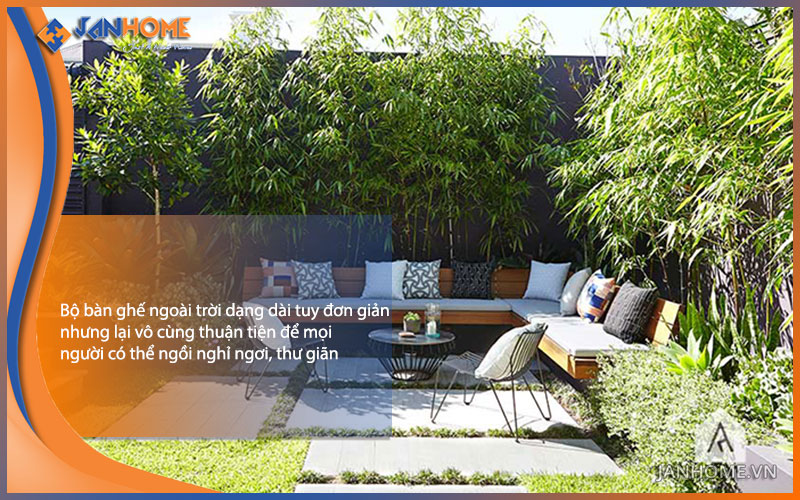 JANHOME
Bộ bàn ghế ngoài trời dạng dài tuy đơn giản
nhưng lại vô cùng thuận tiện để mọi
người có thể ngồi nghỉ ngơi, thư giãn
JANHOME.VN